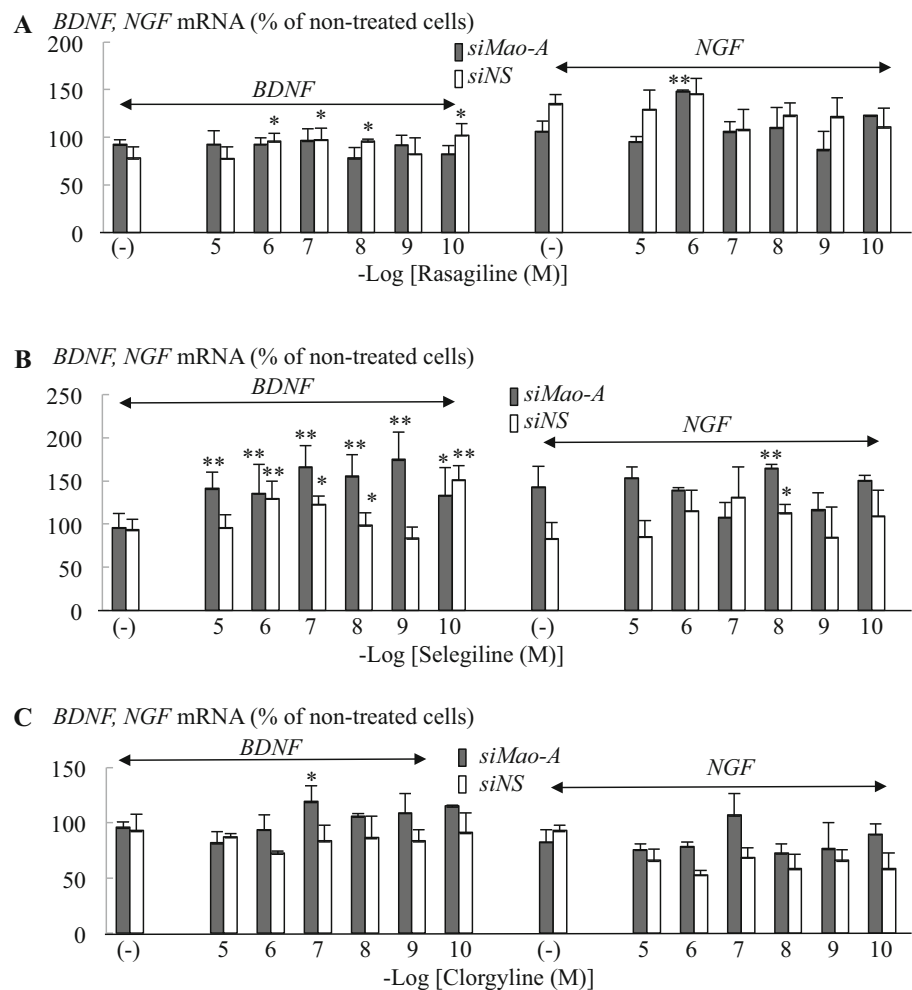 A BDNF, NGF mRNA (% of non-treated cells)
200
150
100
50
0
siMao-A
siNS
BDNF
NGF
* * * * **
(-) 5 6 7 8 9 10 (-) 5 6 7 8 9 10
-Log [Rasagiline (M)]
B BDNF, NGF mRNA (% of non-treated cells)
250
200
150
100
50
0
BDNF
siMao-A
siNS
NGF
** ** ** ** * ** * ** * ** ** *
(-) 5 6 7 8 9 10 (-) 5 6 7 8 9 10
-Log [Selegiline (M)]
C BDNF, NGF mRNA (% of non-treated cells)
150
100
50
0
BDNF
siMao-A
siNS
NGF
*
(-) 5 6 7 8 9 10 (-) 5 6 7 8 9 10
-Log [Clorgyline (M)]